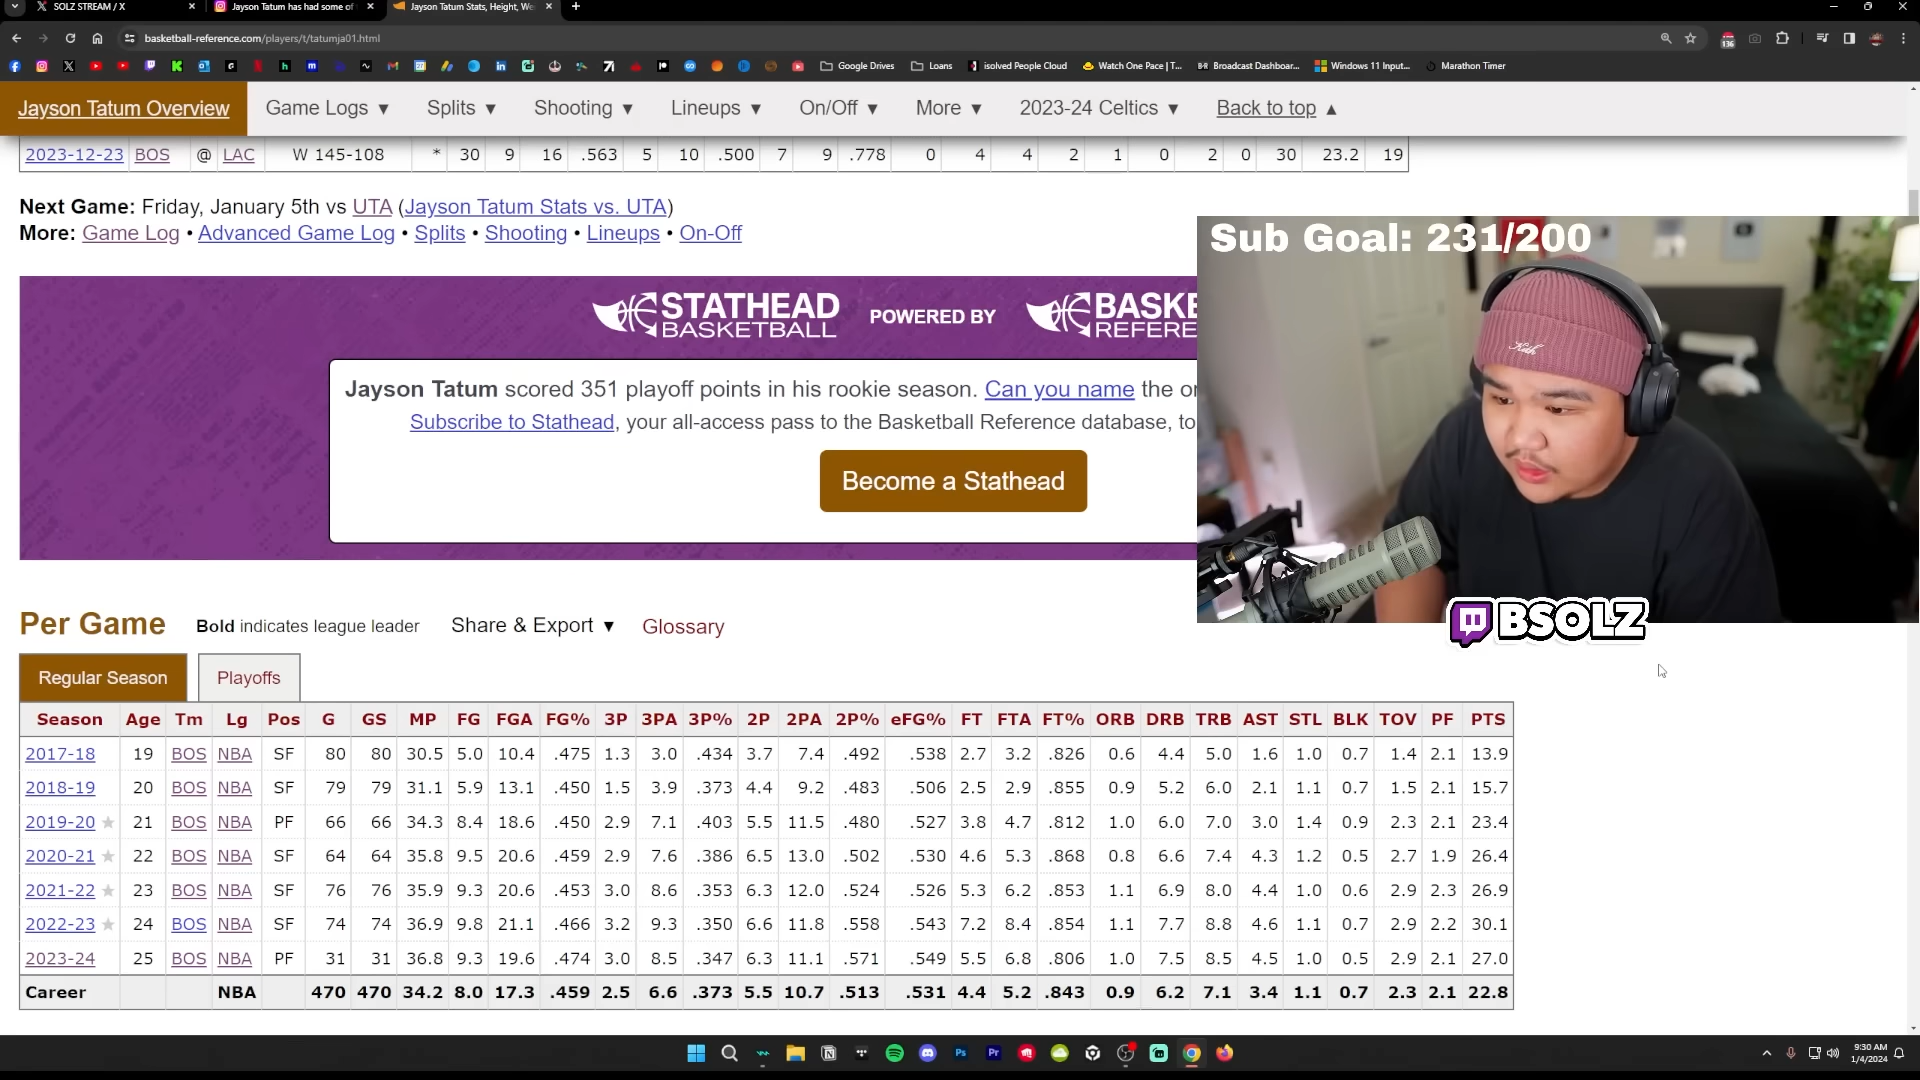 SOLZ STREAM / X
Jayson Tatum has had some of
Jayson Tatum Stats, Height, We
basketball-reference.com/players/t/tatumja01.html
136
Google Drives Loans isolved People Cloud Watch One Pace | T... Broadcast Dashboar... Windows 11 Input... Marathon Timer
Jayson Tatum Overview Game Logs ▼ Splits ▼ Shooting ▼ Lineups ▼ On/Off ▼ More ▼ 2023-24 Celtics ▼ Back to top ▲
2023-12-23 BOS @ LAC W 145-108 * 30 9 16 .563 5 10 .500 7 9 .778 0 4 4 2 1 0 2 0 30 23.2 19
Next Game: Friday, January 5th vs UTA (Jayson Tatum Stats vs. UTA)
More: Game Log • Advanced Game Log • Splits • Shooting • Lineups • On-Off
Sub Goal: 231/200
STATHEAD
BASKETBALL
POWERED BY
BASKE
REFERE
Jayson Tatum scored 351 playoff points in his rookie season. Can you name the or
Subscribe to Stathead, your all-access pass to the Basketball Reference database, to
Become a Stathead
Keth
BSOLZ
Per Game Bold indicates league leader Share & Export ▼ Glossary
Regular Season Playoffs
Season Age Tm Lg Pos G GS MP FG FGA FG% 3P 3PA 3P% 2P 2PA 2P% eFG% FT FTA FT% ORB DRB TRB AST STL BLK TOV PF PTS
2017-18 19 BOS NBA SF 80 80 30.5 5.0 10.4 .475 1.3 3.0 .434 3.7 7.4 .492 .538 2.7 3.2 .826 0.6 4.4 5.0 1.6 1.0 0.7 1.4 2.1 13.9
2018-19 20 BOS NBA SF 79 79 31.1 5.9 13.1 .450 1.5 3.9 .373 4.4 9.2 .483 .506 2.5 2.9 .855 0.9 5.2 6.0 2.1 1.1 0.7 1.5 2.1 15.7
2019-20 ★ 21 BOS NBA PF 66 66 34.3 8.4 18.6 .450 2.9 7.1 .403 5.5 11.5 .480 .527 3.8 4.7 .812 1.0 6.0 7.0 3.0 1.4 0.9 2.3 2.1 23.4
2020-21 ★ 22 BOS NBA SF 64 64 35.8 9.5 20.6 .459 2.9 7.6 .386 6.5 13.0 .502 .530 4.6 5.3 .868 0.8 6.6 7.4 4.3 1.2 0.5 2.7 1.9 26.4
2021-22 ★ 23 BOS NBA SF 76 76 35.9 9.3 20.6 .453 3.0 8.6 .353 6.3 12.0 .524 .526 5.3 6.2 .853 1.1 6.9 8.0 4.4 1.0 0.6 2.9 2.3 26.9
2022-23 ★ 24 BOS NBA SF 74 74 36.9 9.8 21.1 .466 3.2 9.3 .350 6.6 11.8 .558 .543 7.2 8.4 .854 1.1 7.7 8.8 4.6 1.1 0.7 2.9 2.2 30.1
2023-24 25 BOS NBA PF 31 31 36.8 9.3 19.6 .474 3.0 8.5 .347 6.3 11.1 .571 .549 5.5 6.8 .806 1.0 7.5 8.5 4.5 1.0 0.5 2.9 2.1 27.0
Career NBA 470 470 34.2 8.0 17.3 .459 2.5 6.6 .373 5.5 10.7 .513 .531 4.4 5.2 .843 0.9 6.2 7.1 3.4 1.1 0.7 2.3 2.1 22.8
9:30 AM
1/4/2024